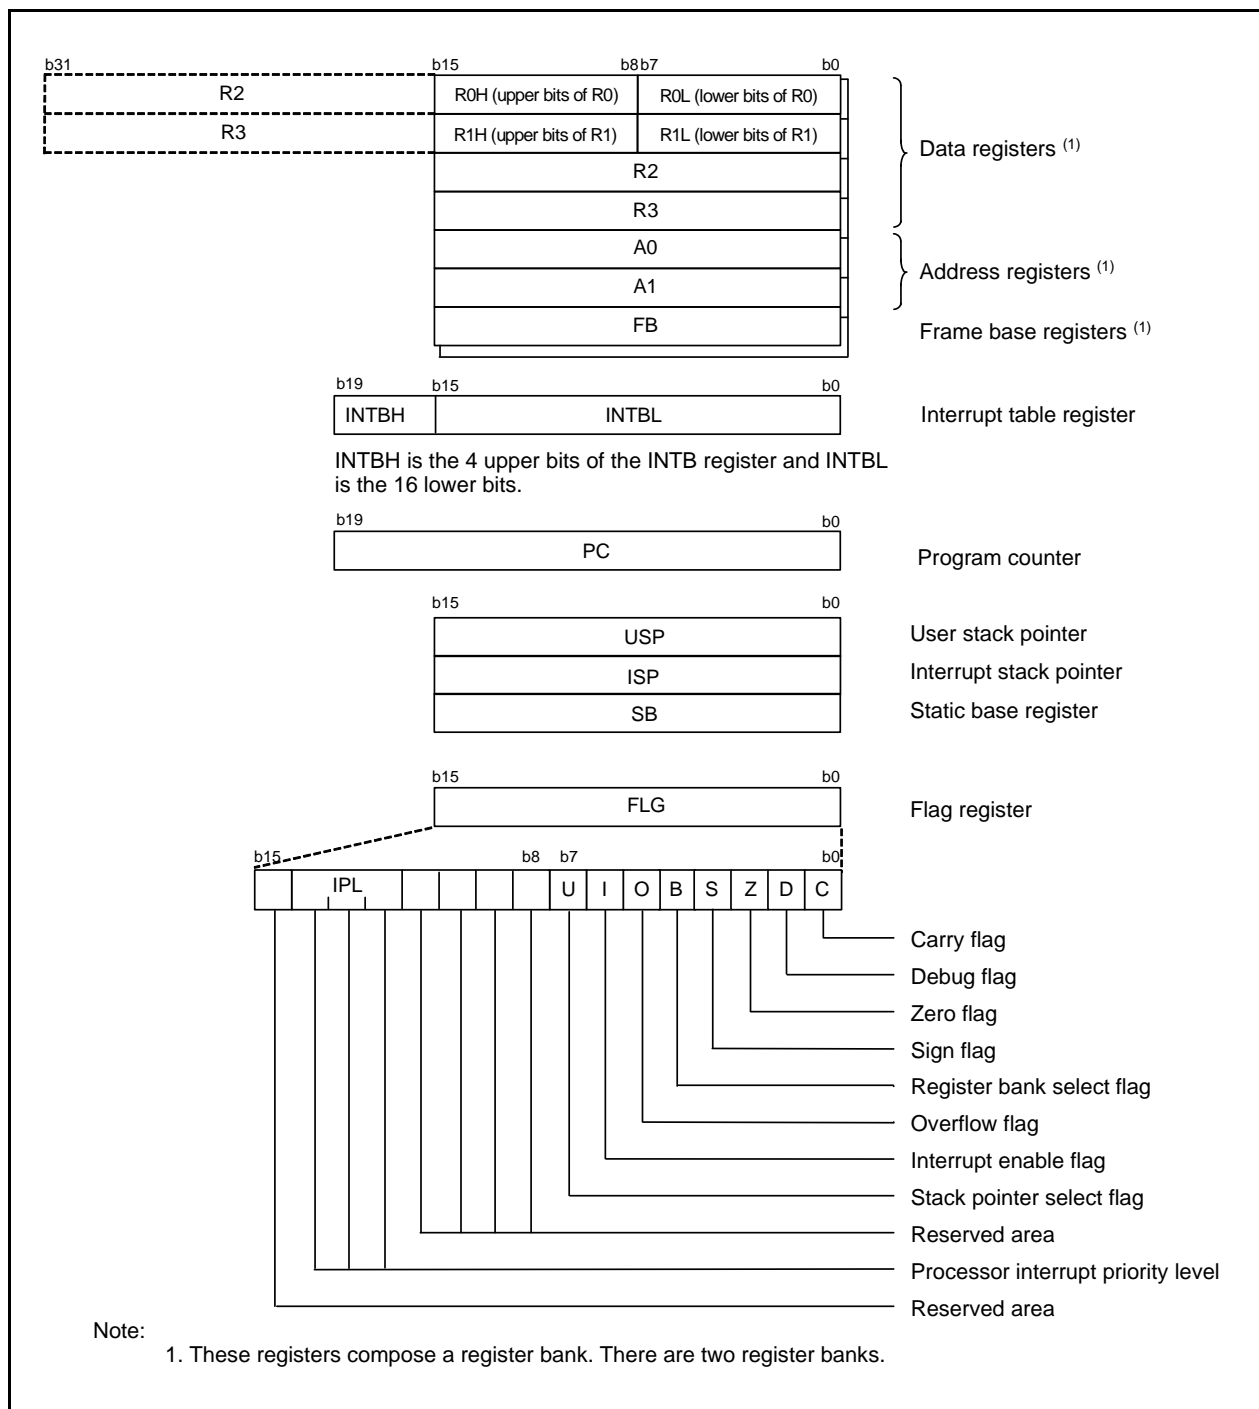 b31 b15 b8 b7 b0
R2 R0H (upper bits of R0) R0L (lower bits of R0)
R3 R1H (upper bits of R1) R1L (lower bits of R1)
Data registers (1)
R2
R3
A0
Address registers (1)
A1
FB
Frame base registers (1)
b19 b15 b0
INTBH INTBL Interrupt table register
INTBH is the 4 upper bits of the INTB register and INTBL
is the 16 lower bits.
b19 b0
PC Program counter
b15 b0
USP User stack pointer
ISP Interrupt stack pointer
SB Static base register
b15 b0
FLG Flag register
b15 b8 b7 b0
IPL U I O B S Z D C
Carry flag
Debug flag
Zero flag
Sign flag
Register bank select flag
Overflow flag
Interrupt enable flag
Stack pointer select flag
Reserved area
Processor interrupt priority level
Reserved area
Note:
1. These registers compose a register bank. There are two register banks.